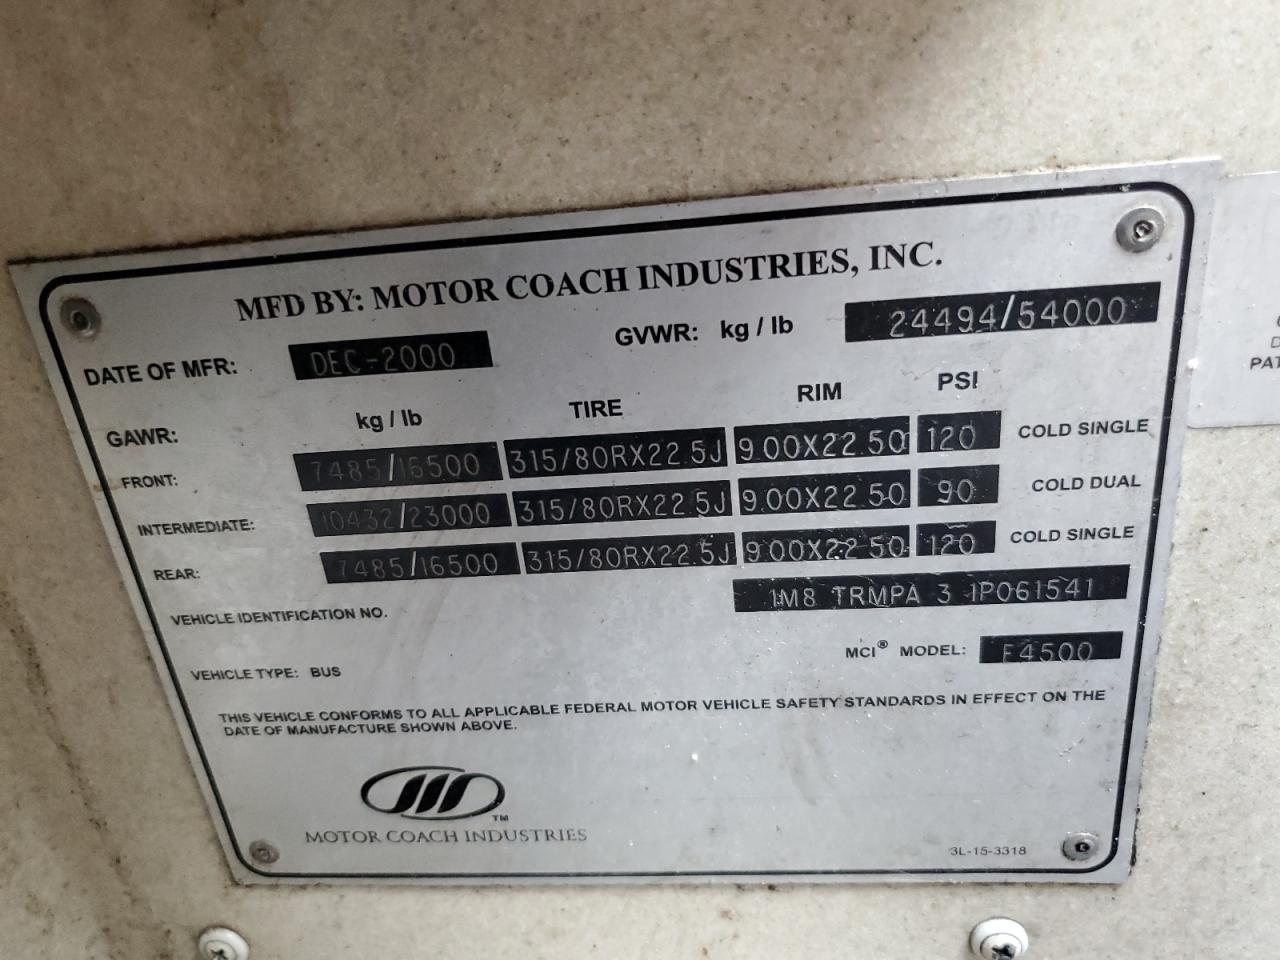 MFD BY: MOTOR COACH INDUSTRIES, INC.
DATE OF MFR: DEC-2000 GVWR: kg / lb 24494/54000
GAWR: kg / lb TIRE RIM PSI
FRONT: 7485/16500 315/80RX22.5J 9.00X22.50 120 COLD SINGLE
INTERMEDIATE: 10432/23000 315/80RX22.5J 9.00X22.50 90 COLD DUAL
REAR: 7485/16500 315/80RX22.5J 9.00X22.50 120 COLD SINGLE
VEHICLE IDENTIFICATION NO. 1M8 TRMPA 3 1P061541
VEHICLE TYPE: BUS MCI® MODEL: E4500
THIS VEHICLE CONFORMS TO ALL APPLICABLE FEDERAL MOTOR VEHICLE SAFETY STANDARDS IN EFFECT ON THE
DATE OF MANUFACTURE SHOWN ABOVE.
TM
MOTOR COACH INDUSTRIES
3L-15-3318
PAT